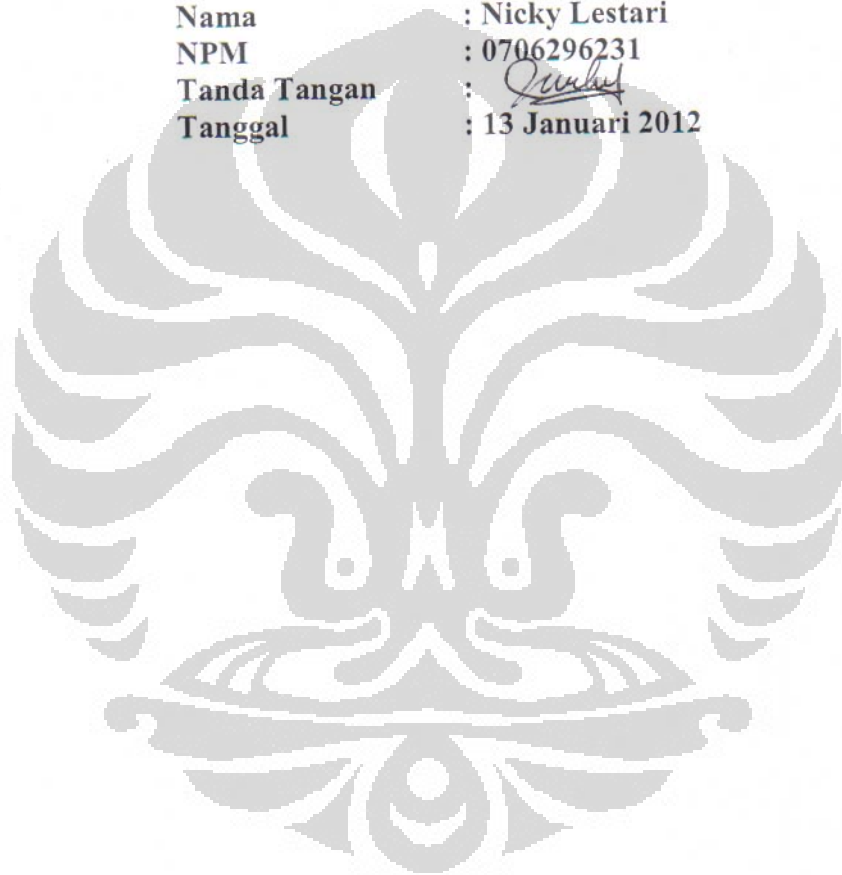 Nama : Nicky Lestari
NPM : 0706296231
Tanda Tangan :
Tanggal : 13 Januari 2012